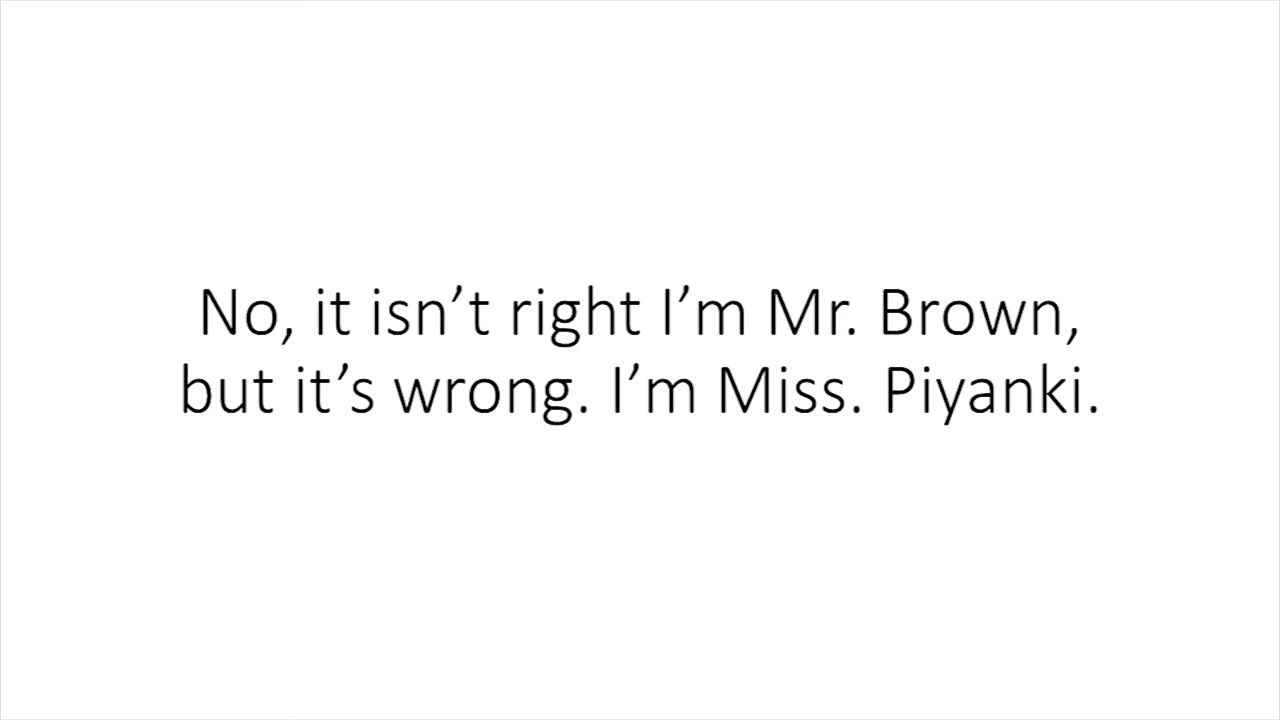 No, it isn’t right I’m Mr. Brown,
but it’s wrong. I’m Miss. Piyanki.